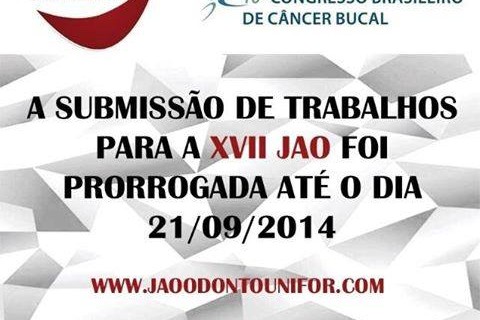 CONGRESSO BRASILEIRO
DE CÂNCER BUCAL
A SUBMISSÃO DE TRABALHOS
PARA A XVII JAO FOI
PRORROGADA ATÉ O DIA
21/09/2014
WWW.JAOODONTOUNIFOR.COM